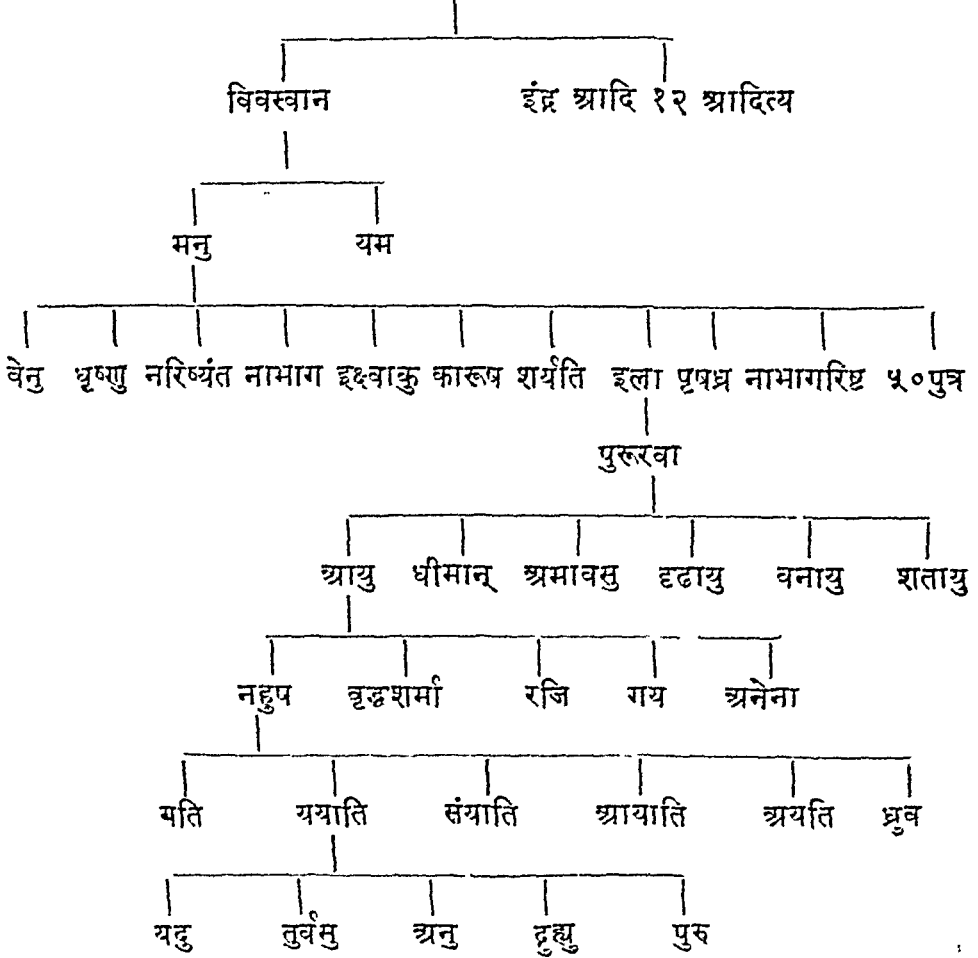 विवस्वान इंद्र आदि १२ आदित्य
मनु यम
वेनु धृष्णु नरिष्यंत नाभाग इक्ष्वाकु कारूष शर्यति इला पृषध्र नाभागरिष्ट ५०पुत्र
पुरूरवा
आयु धीमान् अमावसु दृढायु वनायु शतायु
नहुष वृद्धशर्मा रजि गय अनेना
यति ययाति संयाति आयाति अयति ध्रुव
यदु तुर्वसु अनु द्रुह्यु पुरु